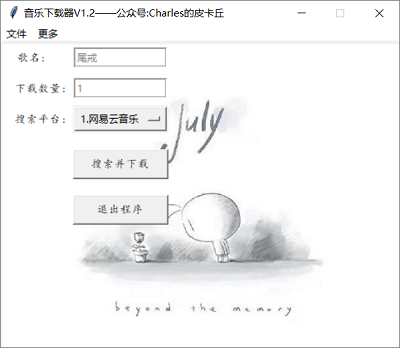 音乐下载器V1.2——公众号:Charles的皮卡丘
文件 更多
歌名: 尾戒
下载数量: 1
搜索平台: 1.网易云音乐
July
搜索并下载
退出程序
beyond the memory